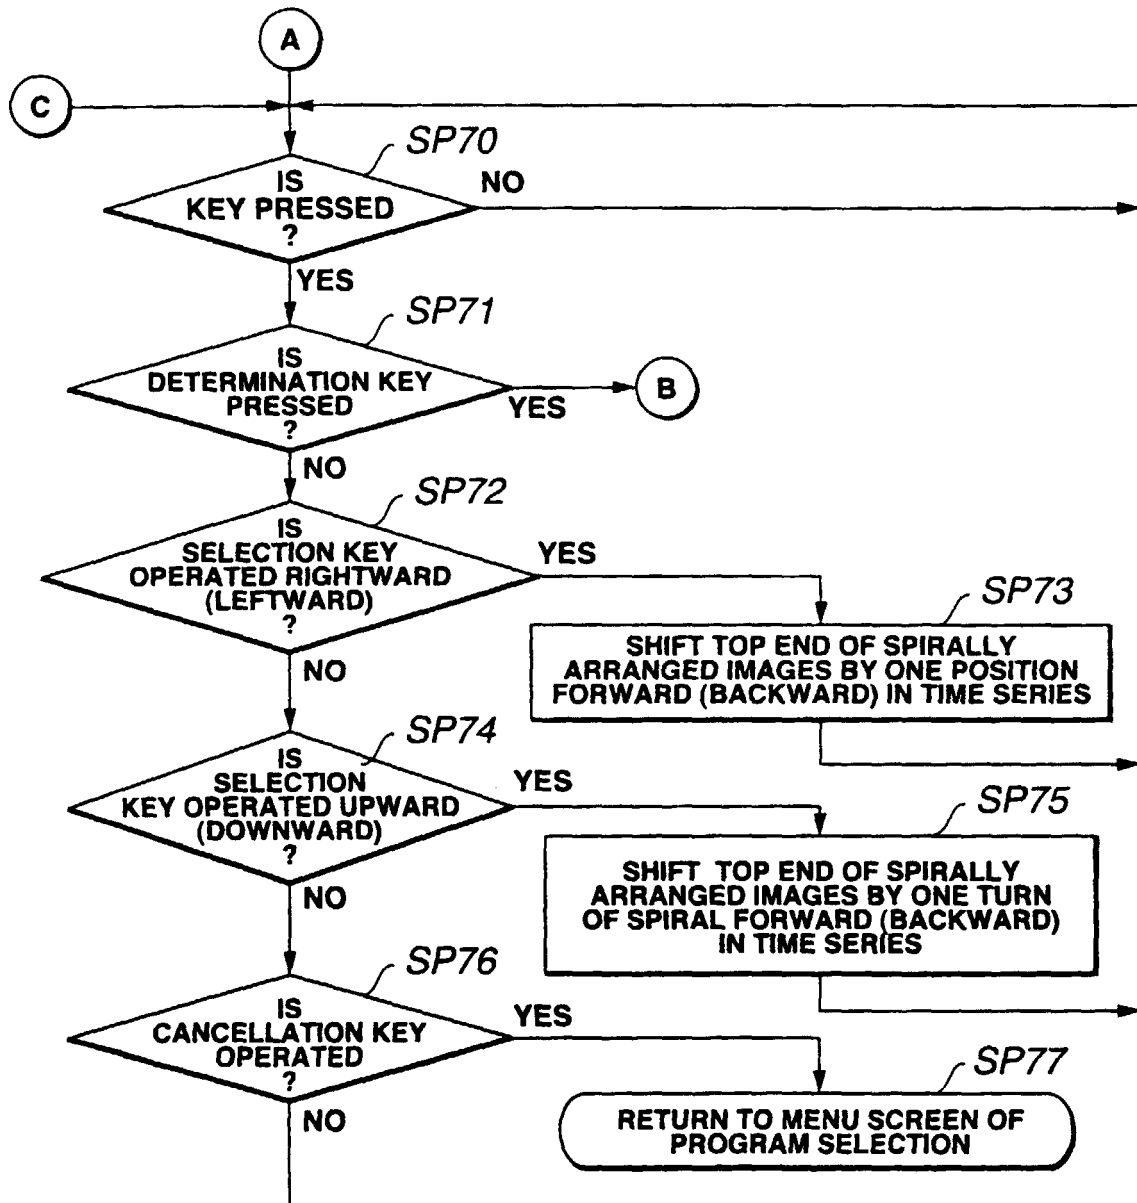 A
C
SP70
IS
KEY PRESSED
?
NO
YES
SP71
IS
DETERMINATION KEY
PRESSED
?
YES
B
NO
SP72
IS
SELECTION KEY
OPERATED RIGHTWARD
(LEFTWARD)
?
YES
NO
SP73
SHIFT TOP END OF SPIRALLY
ARRANGED IMAGES BY ONE POSITION
FORWARD (BACKWARD) IN TIME SERIES
SP74
IS
SELECTION
KEY OPERATED UPWARD
(DOWNWARD)
?
YES
NO
SP75
SHIFT TOP END OF SPIRALLY
ARRANGED IMAGES BY ONE TURN
OF SPIRAL FORWARD (BACKWARD)
IN TIME SERIES
SP76
IS
CANCELLATION KEY
OPERATED
?
YES
NO
SP77
RETURN TO MENU SCREEN OF
PROGRAM SELECTION